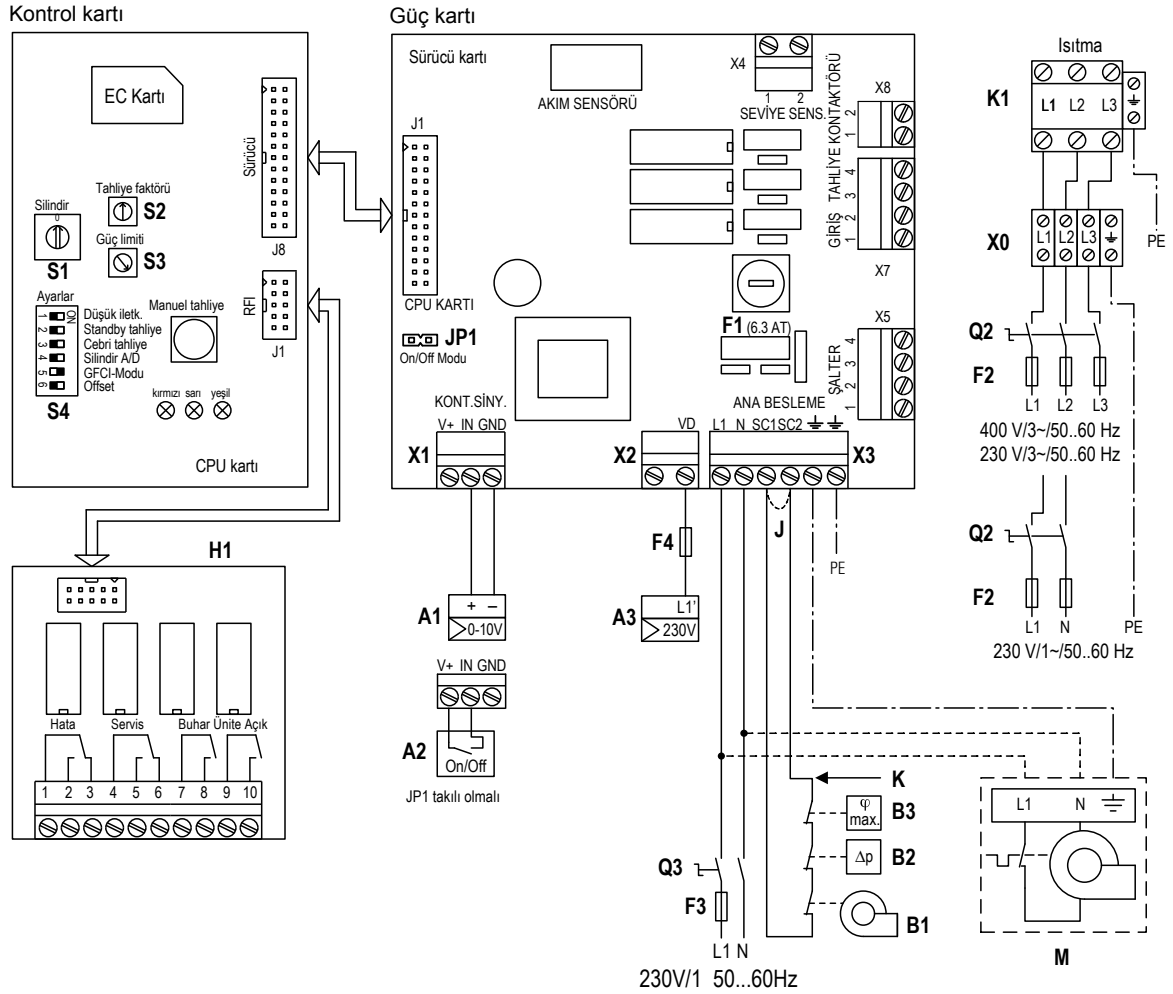 Kontrol kartı
EC Kartı
Sürücü
J8
Tahliye faktörü
S2
Silindir
0
S1
Güç limiti
S3
Ayarlar
ON
1 Düşük iletk.
2 Standby tahliye
3 Cebri tahliye
4 Silindir A/D
5 GFCI-Modu
6 Offset
S4
Manuel tahliye
RFI
J1
kırmızı sarı yeşil
CPU kartı
H1
Hata Servis Buhar Ünite Açık
1 2 3 4 5 6 7 8 9 10
Güç kartı
Sürücü kartı
AKIM SENSÖRÜ
X4
1 2
SEVİYE SENS.
J1
CPU KARTI
JP1
On/Off Modu
F1 (6.3 AT)
X8
1 2
GİRİŞ TAHLİYE KONTAKTÖRÜ
1 2 3 4
X7
X5
ŞALTER
1 2 3 4
KONT.SİNY.
V+ IN GND
X1
VD
X2
ANA BESLEME
L1 N SC1 SC2
X3
J
PE
F4
A1
+ –
0-10V
A3
L1'
230V
V+ IN GND
A2
On/Off
JP1 takılı olmalı
K
φ
max.
B3
Δp
B2
B1
Q3
F3
L1 N
230V/1 50...60Hz
L1 N
M
Isıtma
K1
L1 L2 L3
PE
X0
L1 L2 L3
Q2
F2
L1 L2 L3
400 V/3~/50..60 Hz
230 V/3~/50..60 Hz
Q2
F2
L1 N PE
230 V/1~/50..60 Hz